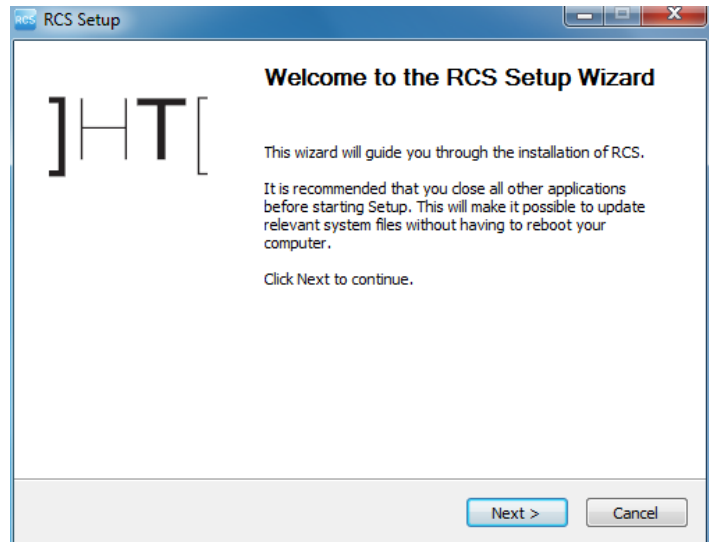 RCS RCS Setup
Welcome to the RCS Setup Wizard
]HT[
This wizard will guide you through the installation of RCS.
It is recommended that you close all other applications
before starting Setup. This will make it possible to update
relevant system files without having to reboot your
computer.
Click Next to continue.
Next >
Cancel